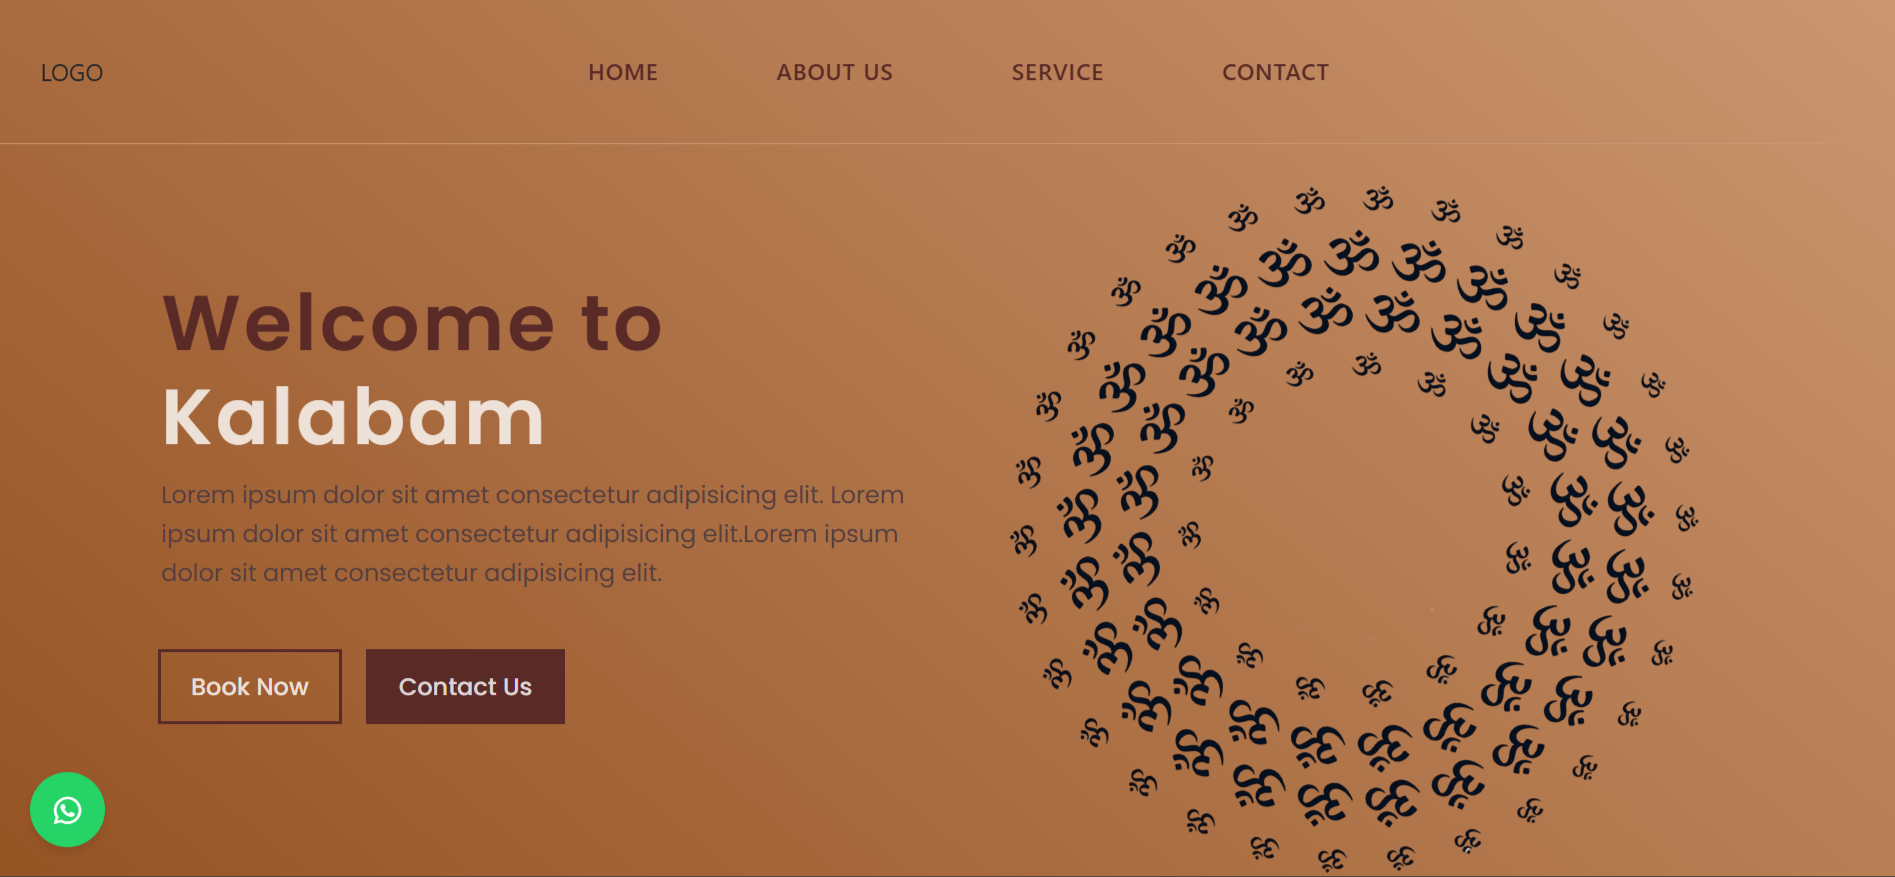 LOGO
HOME
ABOUT US
SERVICE
CONTACT
Welcome to
Kalabam
Lorem ipsum dolor sit amet consectetur adipisicing elit. Lorem
ipsum dolor sit amet consectetur adipisicing elit.Lorem ipsum
dolor sit amet consectetur adipisicing elit.
Book Now
Contact Us
ॐ